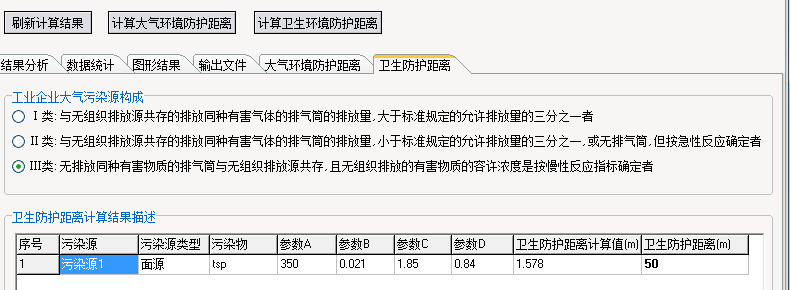 刷新计算结果 计算大气环境防护距离 计算卫生环境防护距离
结果分析 数据统计 图形结果 输出文件 大气环境防护距离 卫生防护距离
工业企业大气污染源构成
I 类: 与无组织排放源共存的排放同种有害气体的排气筒的排放量,大于标准规定的允许排放量的三分之一者
II 类: 与无组织排放源共存的排放同种有害气体的排气筒的排放量,小于标准规定的允许排放量的三分之一,或无排气筒,但按急性反应确定者
III类: 无排放同种有害物质的排气筒与无组织排放源共存,且无组织排放的有害物质的容许浓度是按慢性反应指标确定者
卫生防护距离计算结果描述
序号 污染源 污染源类型 污染物 参数A 参数B 参数C 参数D 卫生防护距离计算值(m) 卫生防护距离(m)
1 污染源1 面源 tsp 350 0.021 1.85 0.84 1.578 50